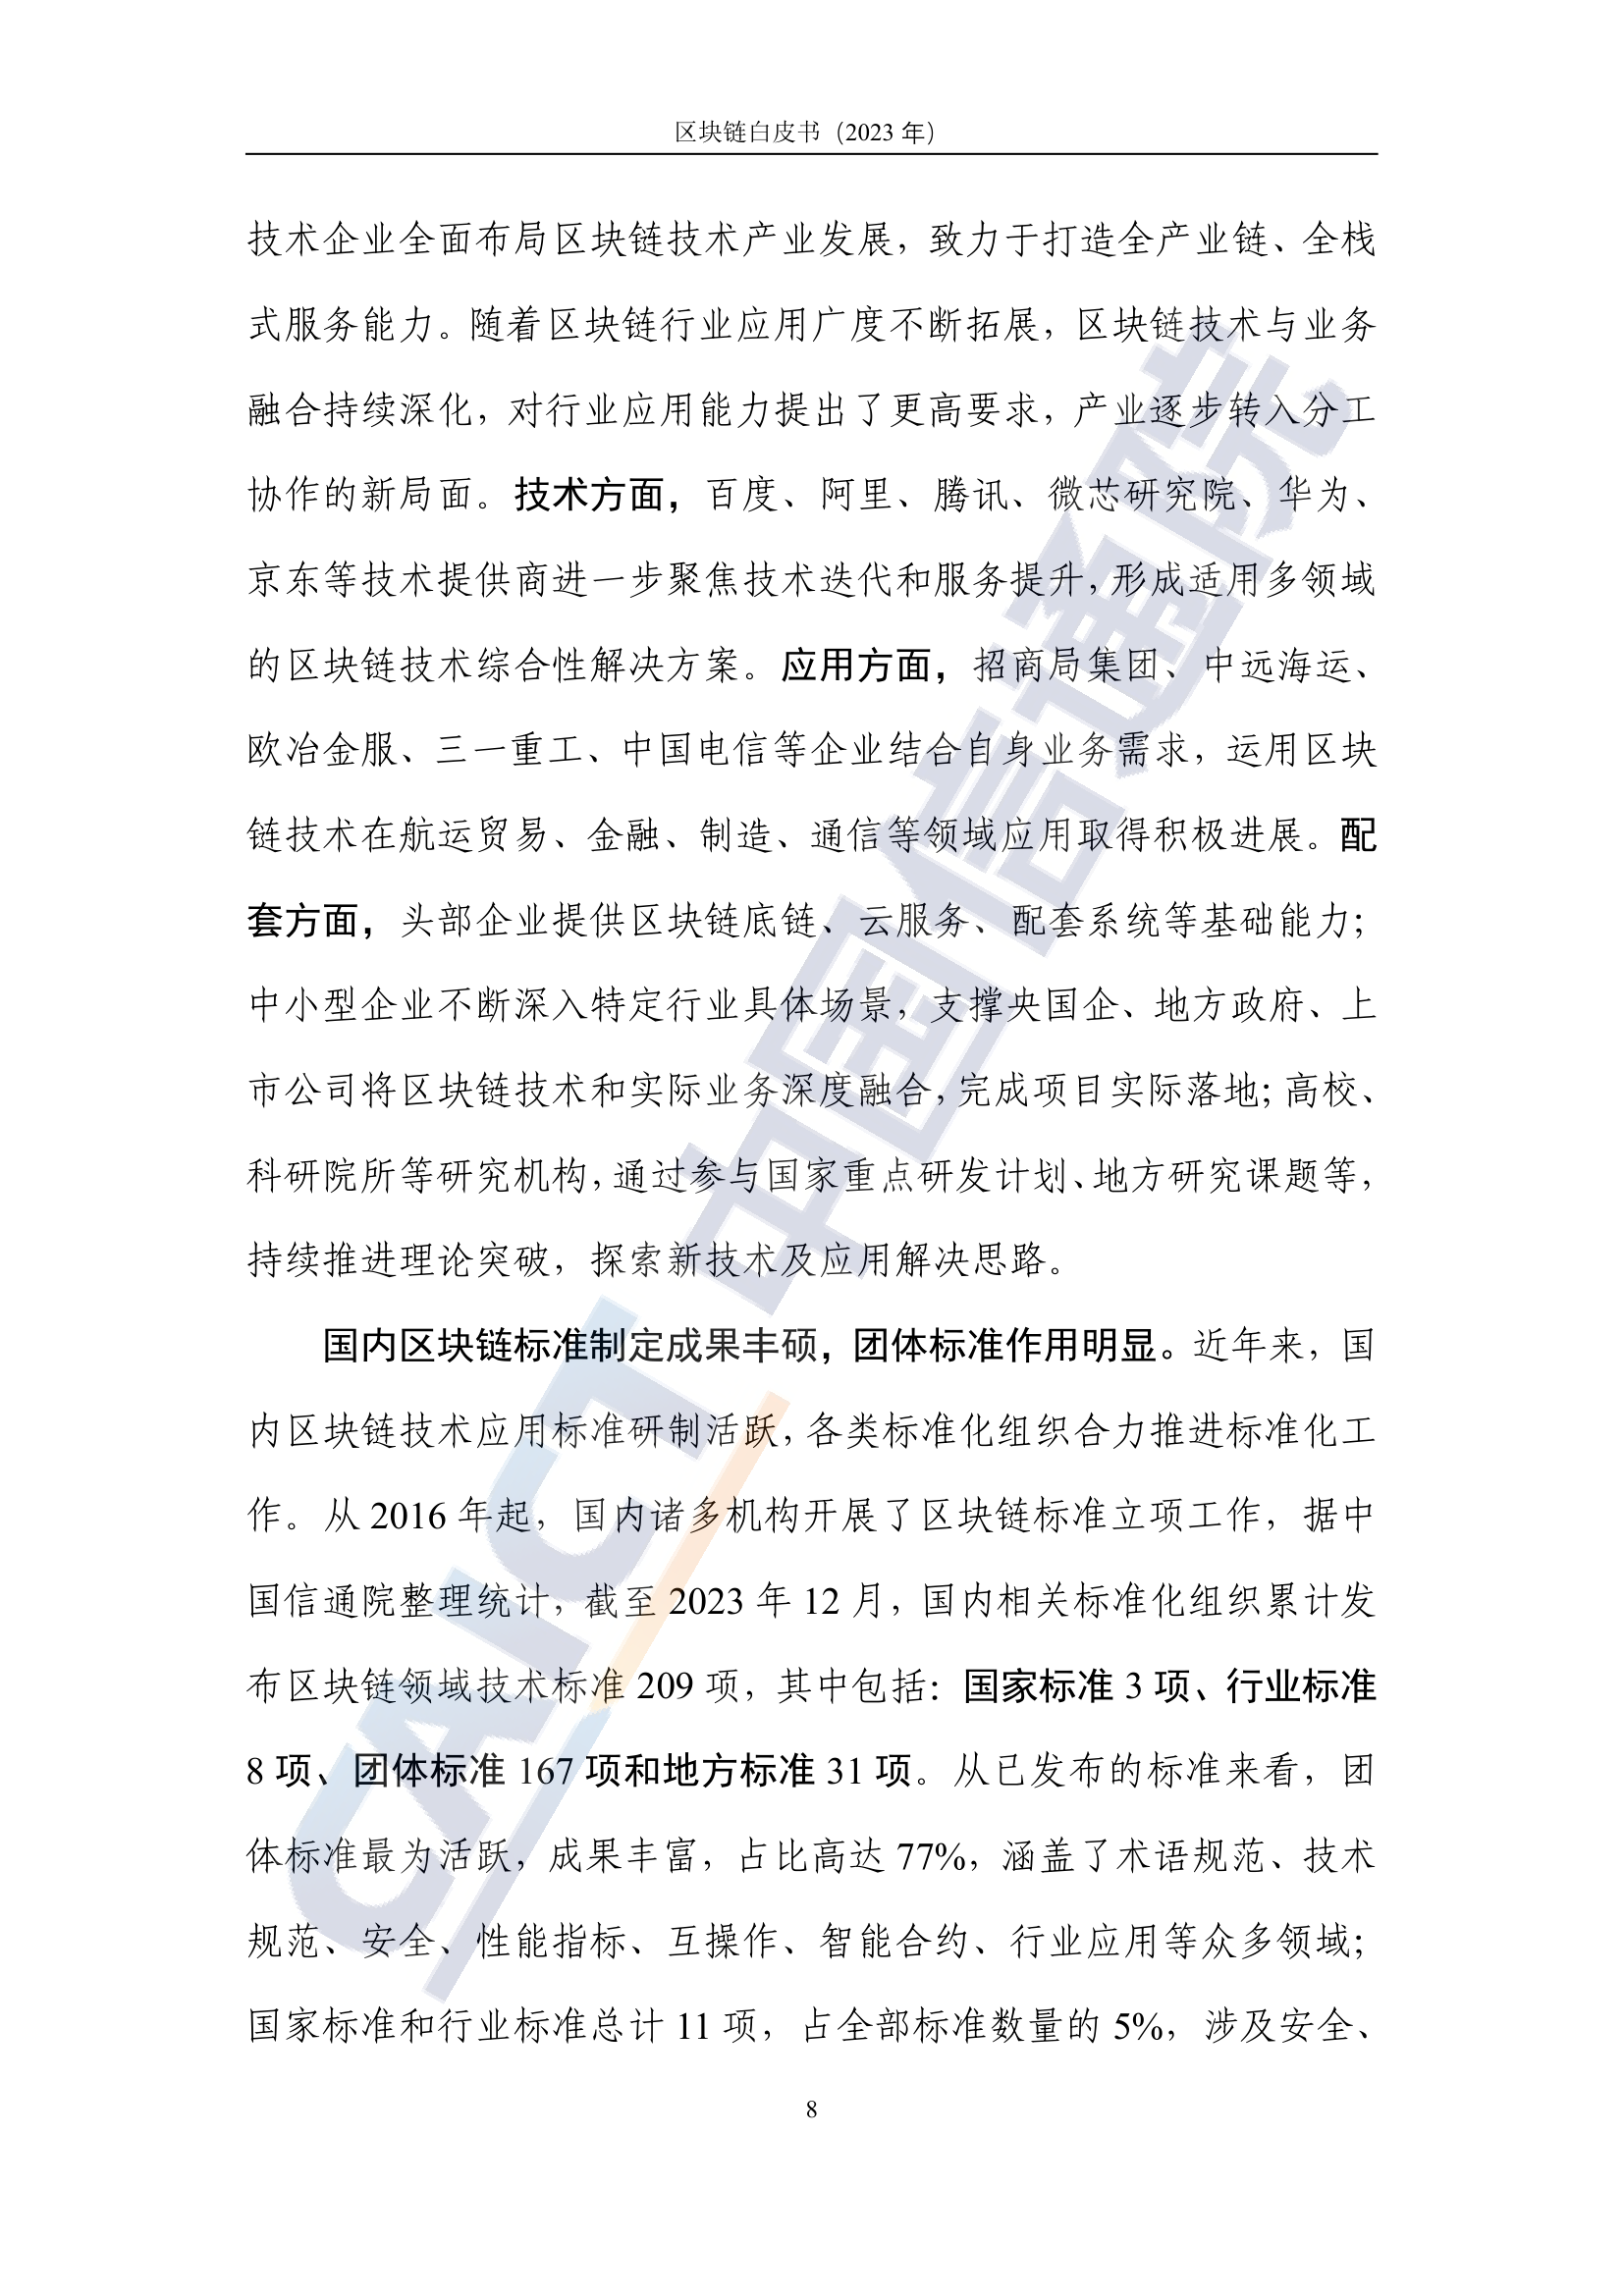 区块链白皮书（2023 年）
技术企业全面布局区块链技术产业发展，致力于打造全产业链、全栈
式服务能力。随着区块链行业应用广度不断拓展，区块链技术与业务
融合持续深化，对行业应用能力提出了更高要求，产业逐步转入分工
协作的新局面。技术方面，百度、阿里、腾讯、微芯研究院、华为、
京东等技术提供商进一步聚焦技术迭代和服务提升，形成适用多领域
的区块链技术综合性解决方案。应用方面，招商局集团、中远海运、
欧冶金服、三一重工、中国电信等企业结合自身业务需求，运用区块
链技术在航运贸易、金融、制造、通信等领域应用取得积极进展。配
套方面，头部企业提供区块链底链、云服务、配套系统等基础能力；
中小型企业不断深入特定行业具体场景，支撑央国企、地方政府、上
市公司将区块链技术和实际业务深度融合，完成项目实际落地；高校、
科研院所等研究机构，通过参与国家重点研发计划、地方研究课题等，
持续推进理论突破，探索新技术及应用解决思路。
国内区块链标准制定成果丰硕，团体标准作用明显。近年来，国
内区块链技术应用标准研制活跃，各类标准化组织合力推进标准化工
作。从 2016 年起，国内诸多机构开展了区块链标准立项工作，据中
国信通院整理统计，截至 2023 年 12 月，国内相关标准化组织累计发
布区块链领域技术标准 209 项，其中包括：国家标准 3 项、行业标准
8 项、团体标准 167 项和地方标准 31 项。从已发布的标准来看，团
体标准最为活跃，成果丰富，占比高达 77%，涵盖了术语规范、技术
规范、安全、性能指标、互操作、智能合约、行业应用等众多领域；
国家标准和行业标准总计 11 项，占全部标准数量的 5%，涉及安全、
8
CAICT 中国信通院